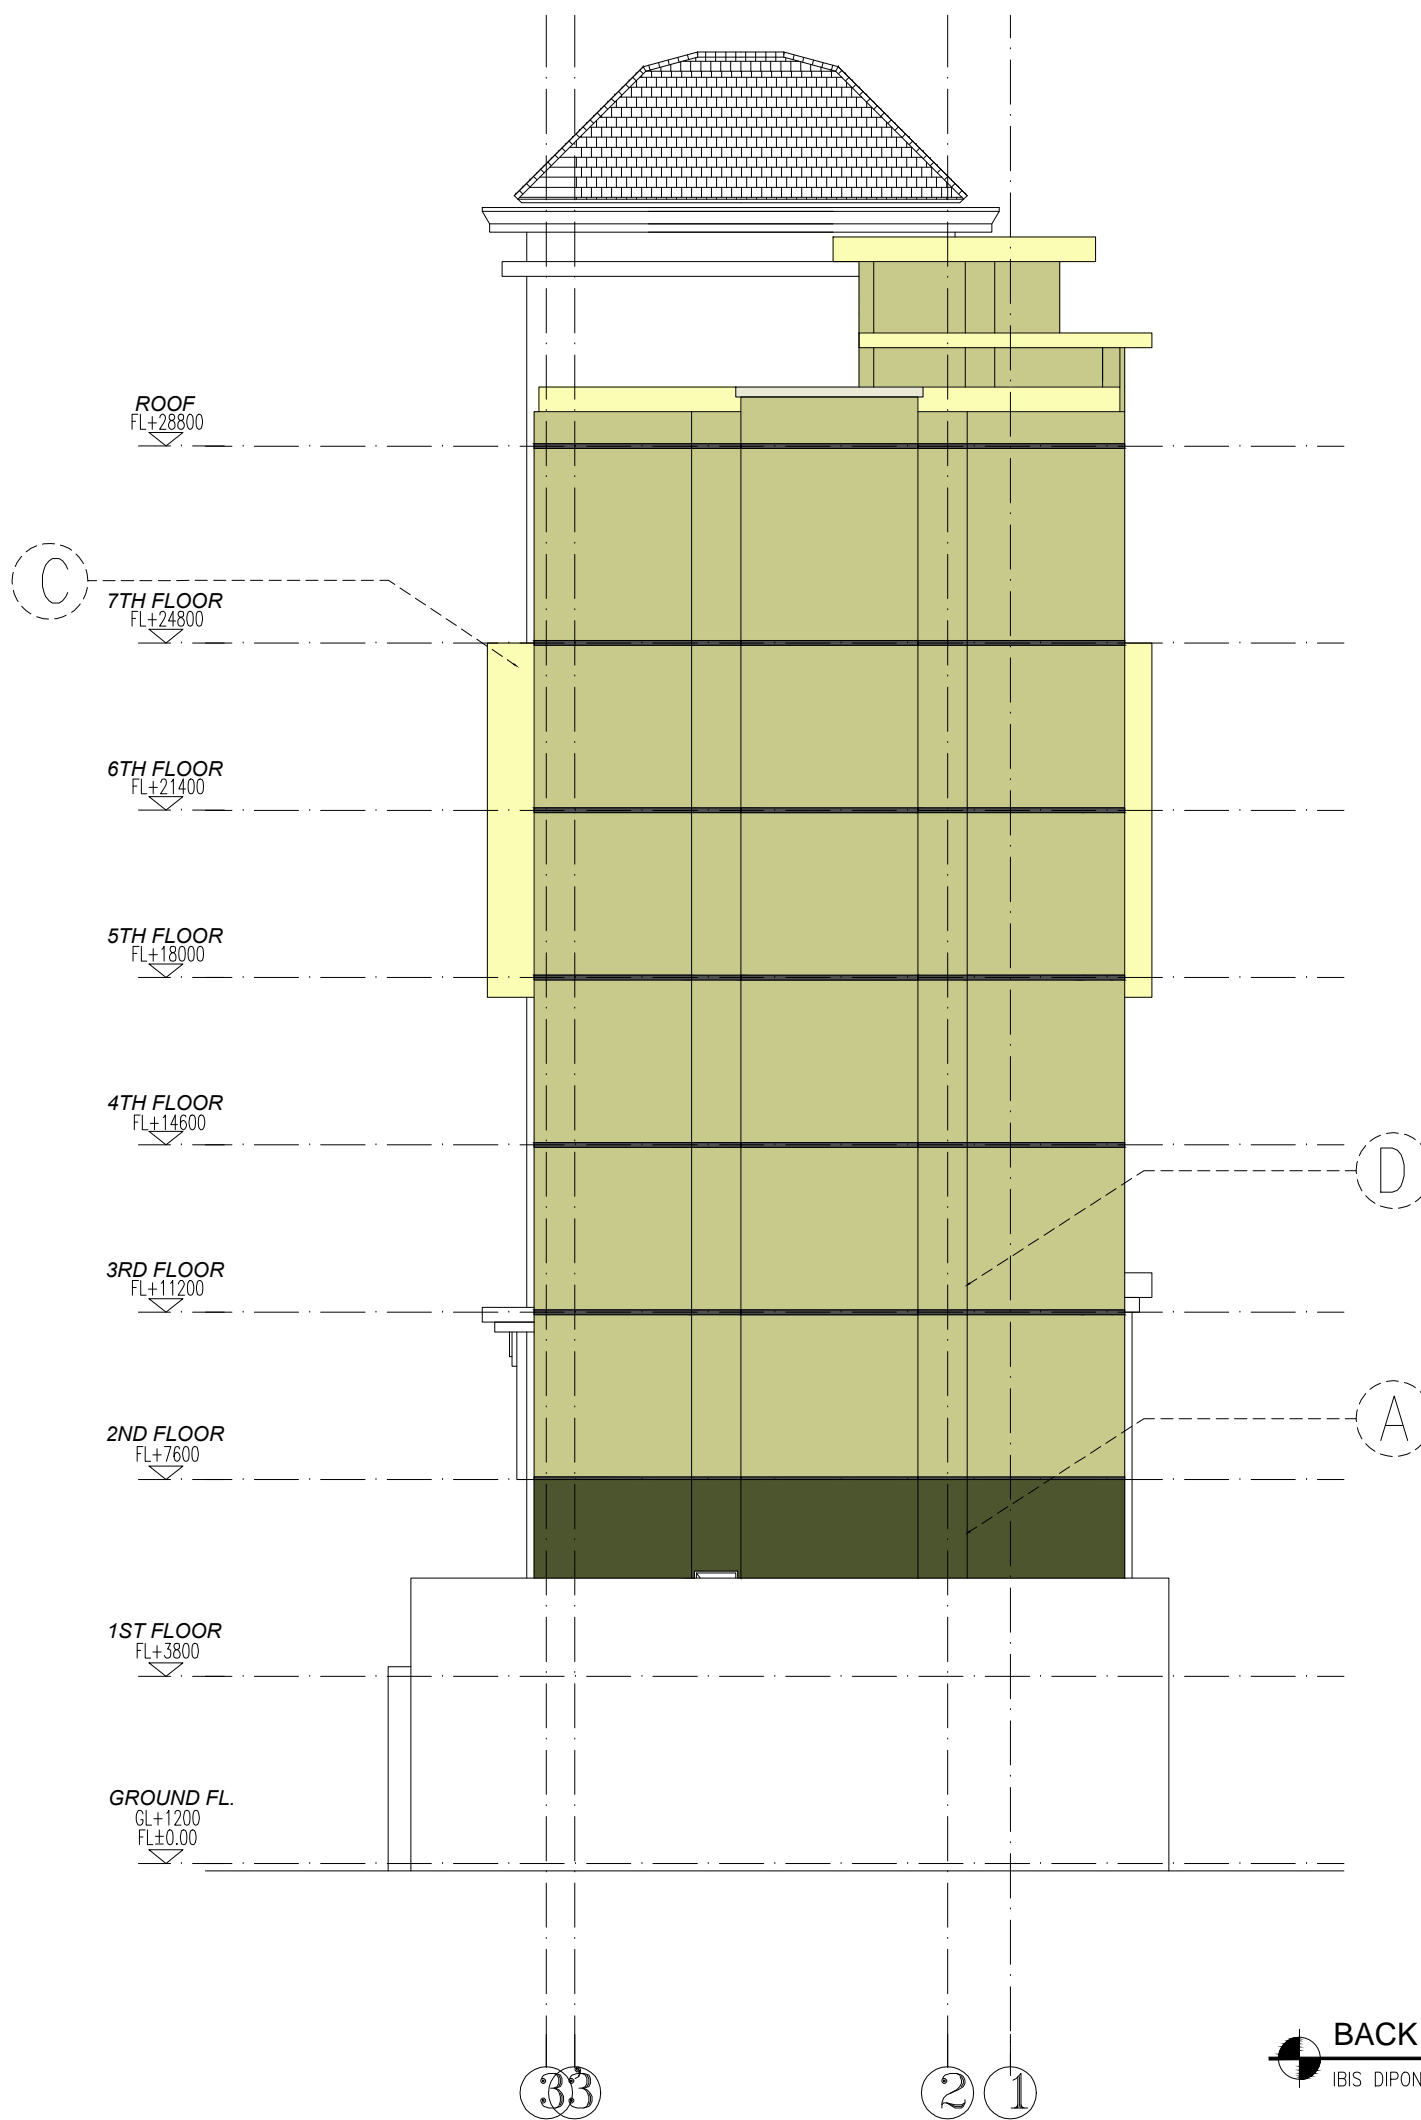 ROOF
FL+28800
C
7TH FLOOR
FL+24800
6TH FLOOR
FL+21400
5TH FLOOR
FL+18000
4TH FLOOR
FL+14600
D
3RD FLOOR
FL+11200
A
2ND FLOOR
FL+7600
1ST FLOOR
FL+3800
GROUND FL.
GL+1200
FL±0.00
BACK
IBIS DIPON
3 3' 2 1